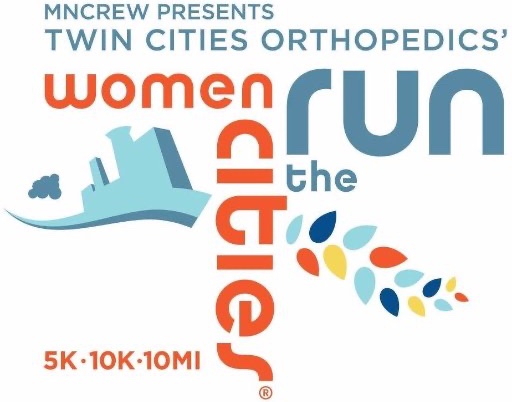 MNCREW PRESENTS
TWIN CITIES ORTHOPEDICS'
women run
the
cities®
5K·10K·10MI